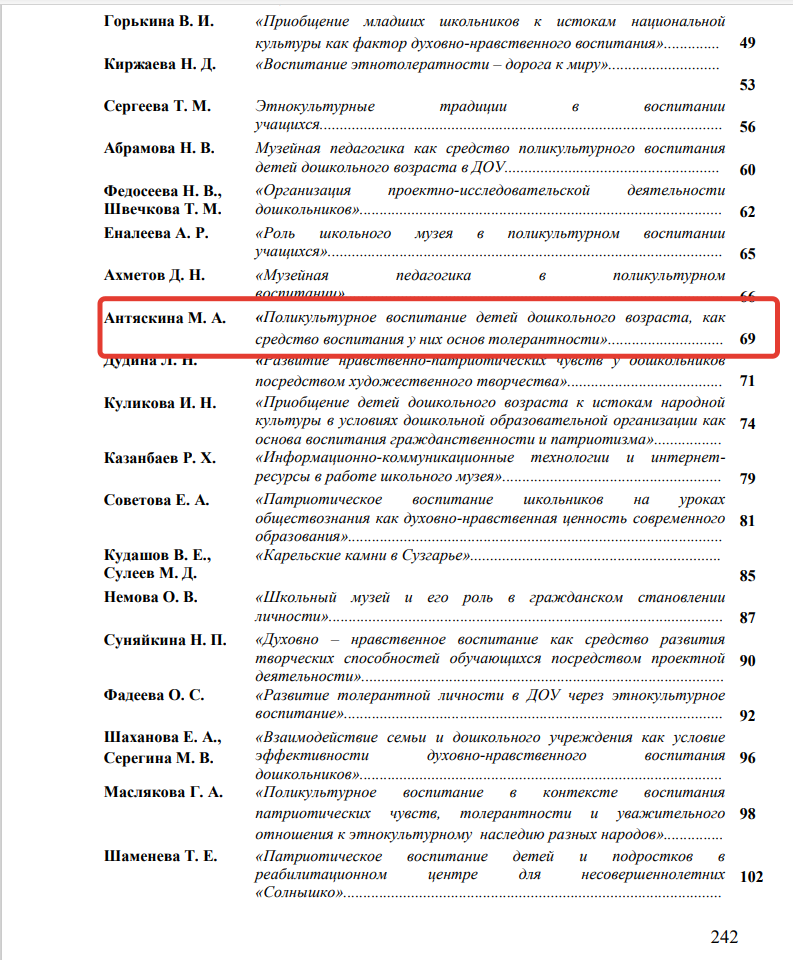 Горькина В. И. «Приобщение младших школьников к истокам национальной
культуры как фактор духовно-нравственного воспитания».............. 49
Киржаева Н. Д. «Воспитание этнотолератности – дорога к миру»...........................
53
Сергеева Т. М. Этнокультурные традиции в воспитании
учащихся.................................................................................................... 56
Абрамова Н. В. Музейная педагогика как средство поликультурного воспитания
детей дошкольного возраста в ДОУ..................................................... 60
Федосеева Н. В., «Организация проектно-исследовательской деятельности
Швечкова Т. М. дошкольников»......................................................................................... 62
Еналеева А. Р. «Роль школьного музея в поликультурном воспитании
учащихся».................................................................................................. 65
Ахметов Д. Н. «Музейная педагогика в поликультурном
воспитании» 66
Антяскина М. А. «Поликультурное воспитание детей дошкольного возраста, как
средство воспитания у них основ толерантности»............................ 69
Дудина Л. Н. «Развитие нравственно-патриотических чувств у дошкольников
посредством художественного творчества»...................................... 71
Куликова И. Н. «Приобщение детей дошкольного возраста к истокам народной
культуры в условиях дошкольной образовательной организации как 74
основа воспитания гражданственности и патриотизма».................
Казанбаев Р. Х. «Информационно-коммуникационные технологии и интернет-
ресурсы в работе школьного музея»...................................................... 79
Советова Е. А. «Патриотическое воспитание школьников на уроках
обществознания как духовно-нравственная ценность современного 81
образования»............................................................................................
Кудашов В. Е., «Карельские камни в Сузгарье»..............................................................
Сулеев М. Д. 85
Немова О. В. «Школьный музей и его роль в гражданском становлении
личности»................................................................................................. 87
Суняйкина Н. П. «Духовно – нравственное воспитание как средство развития
творческих способностей обучающихся посредством проектной 90
деятельности».........................................................................................
Фадеева О. С. «Развитие толерантной личности в ДОУ через этнокультурное
воспитание»............................................................................................. 92
Шаханова Е. А., «Взаимодействие семьи и дошкольного учреждения как условие
Серегина М. В. эффективности духовно-нравственного воспитания 96
дошкольников».........................................................................................
Маслякова Г. А. «Поликультурное воспитание в контексте воспитания
патриотических чувств, толерантности и уважительного 98
отношения к этнокультурному наследию разных народов»...............
Шаменева Т. Е. «Патриотическое воспитание детей и подростков в
реабилитационном центре для несовершеннолетних 102
«Солнышко».............................................................................................
242